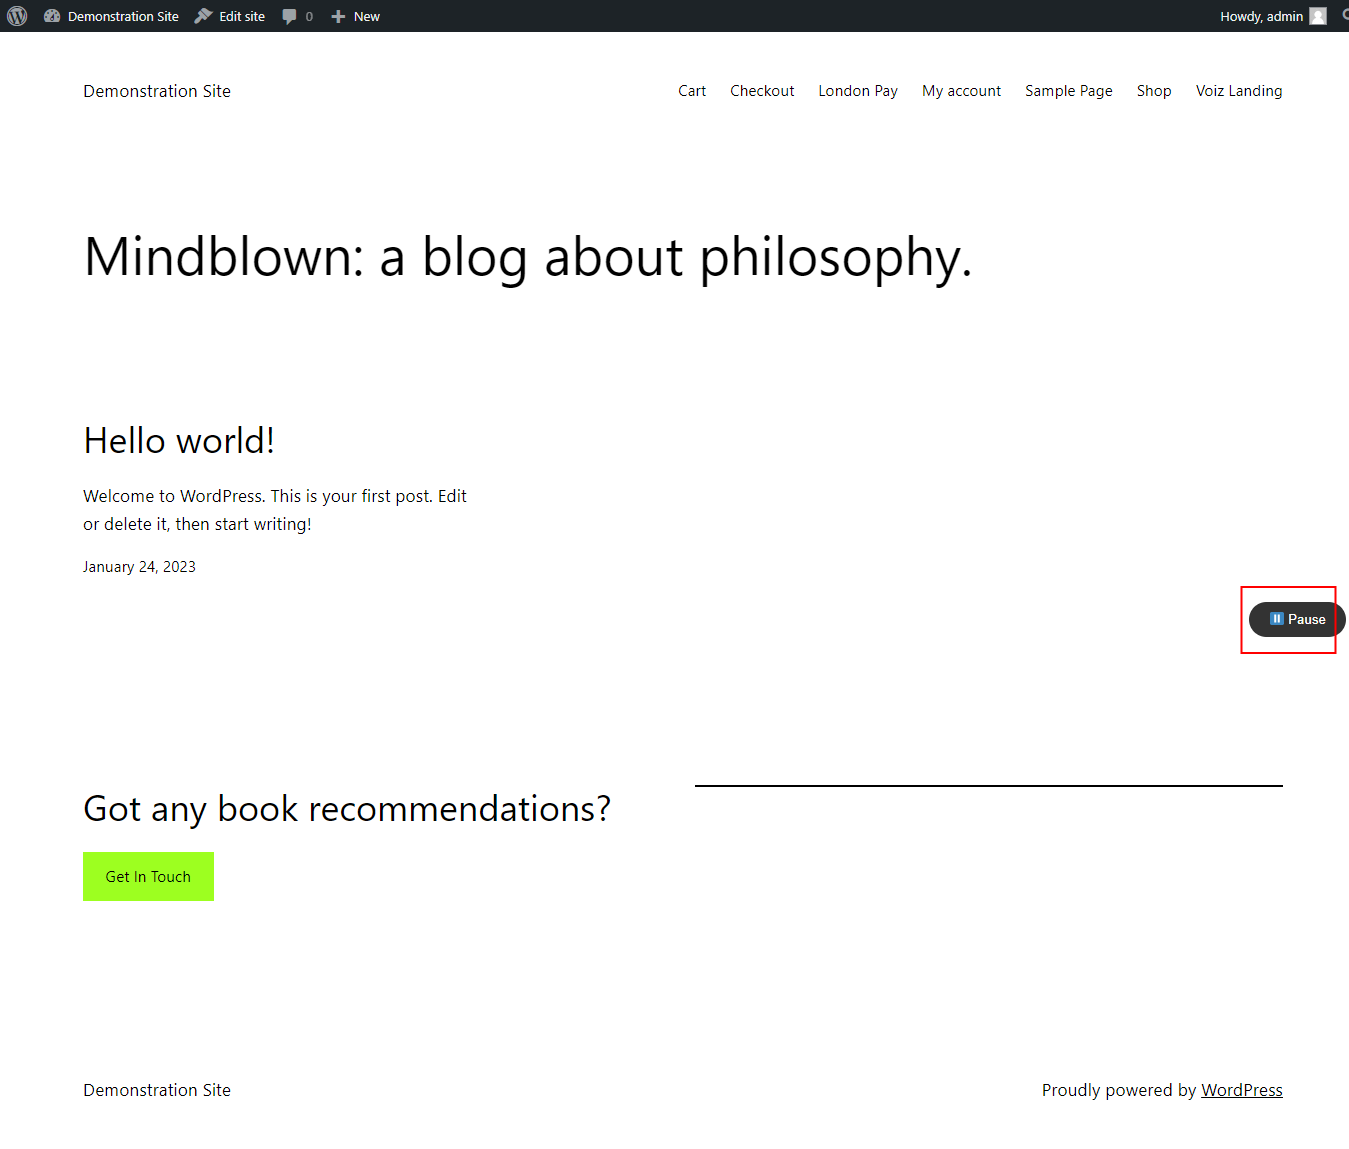 Demonstration Site Edit site 0 New Howdy, admin
Demonstration Site Cart Checkout London Pay My account Sample Page Shop Voiz Landing
Mindblown: a blog about philosophy.
Hello world!
Welcome to WordPress. This is your first post. Edit
or delete it, then start writing!
January 24, 2023
Pause
Got any book recommendations?
Get In Touch
Demonstration Site Proudly powered by WordPress